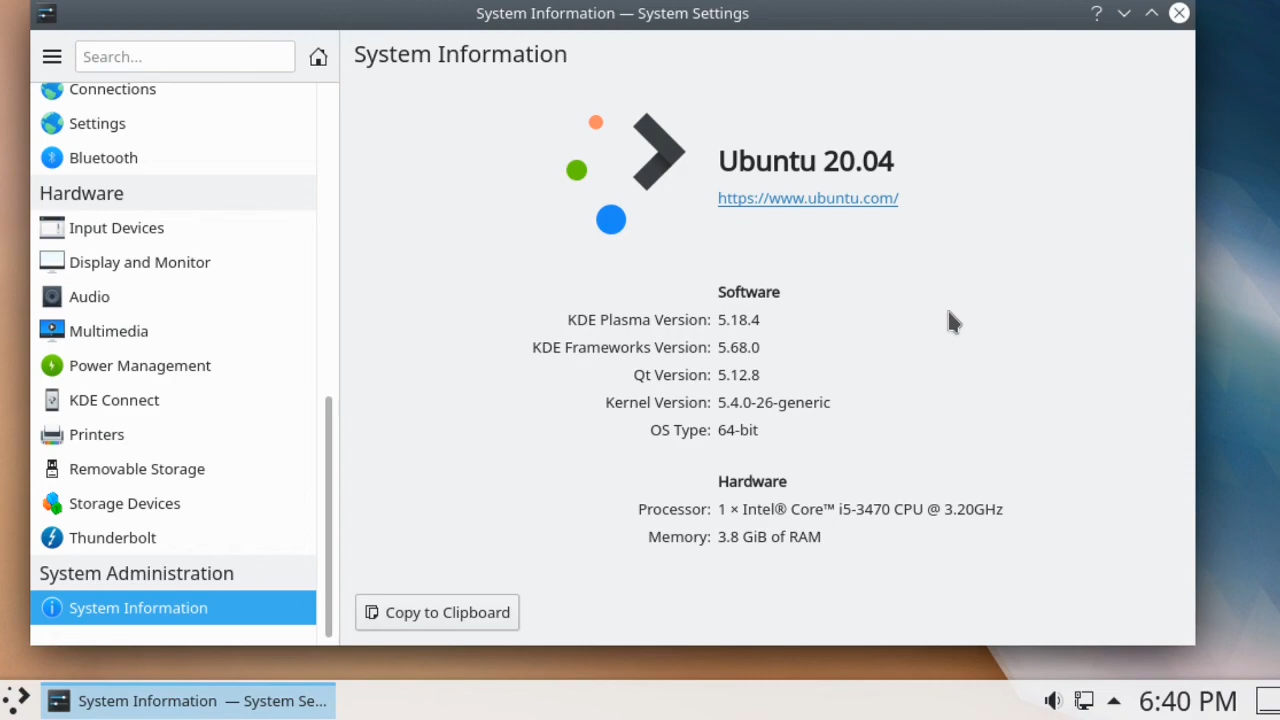 System Information — System Settings
Search...
System Information
Connections
Settings
Bluetooth
Hardware
Input Devices
Display and Monitor
Audio
Multimedia
Power Management
KDE Connect
Printers
Removable Storage
Storage Devices
Thunderbolt
System Administration
System Information
Ubuntu 20.04
https://www.ubuntu.com/
Software
KDE Plasma Version: 5.18.4
KDE Frameworks Version: 5.68.0
Qt Version: 5.12.8
Kernel Version: 5.4.0-26-generic
OS Type: 64-bit
Hardware
Processor: 1 × Intel® Core™ i5-3470 CPU @ 3.20GHz
Memory: 3.8 GiB of RAM
Copy to Clipboard
System Information — System Se...
6:40 PM